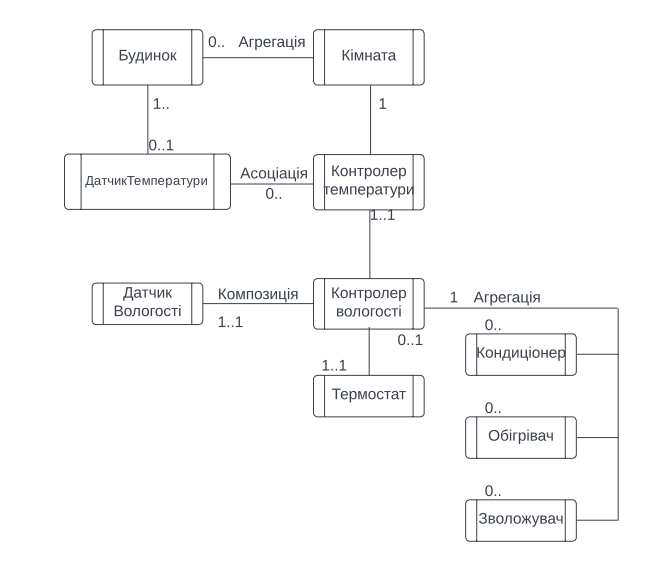 Будинок
0.. Агрегація
Кімната
1..
1
0..1
ДатчикТемператури
Асоціація
0..
Контролер
температури
1..1
Датчик
Вологості
Композиція
1..1
Контролер
вологості
1 Агрегація
0..
0..1
Кондиціонер
1..1
Термостат
0..
Обігрівач
0..
Зволожувач